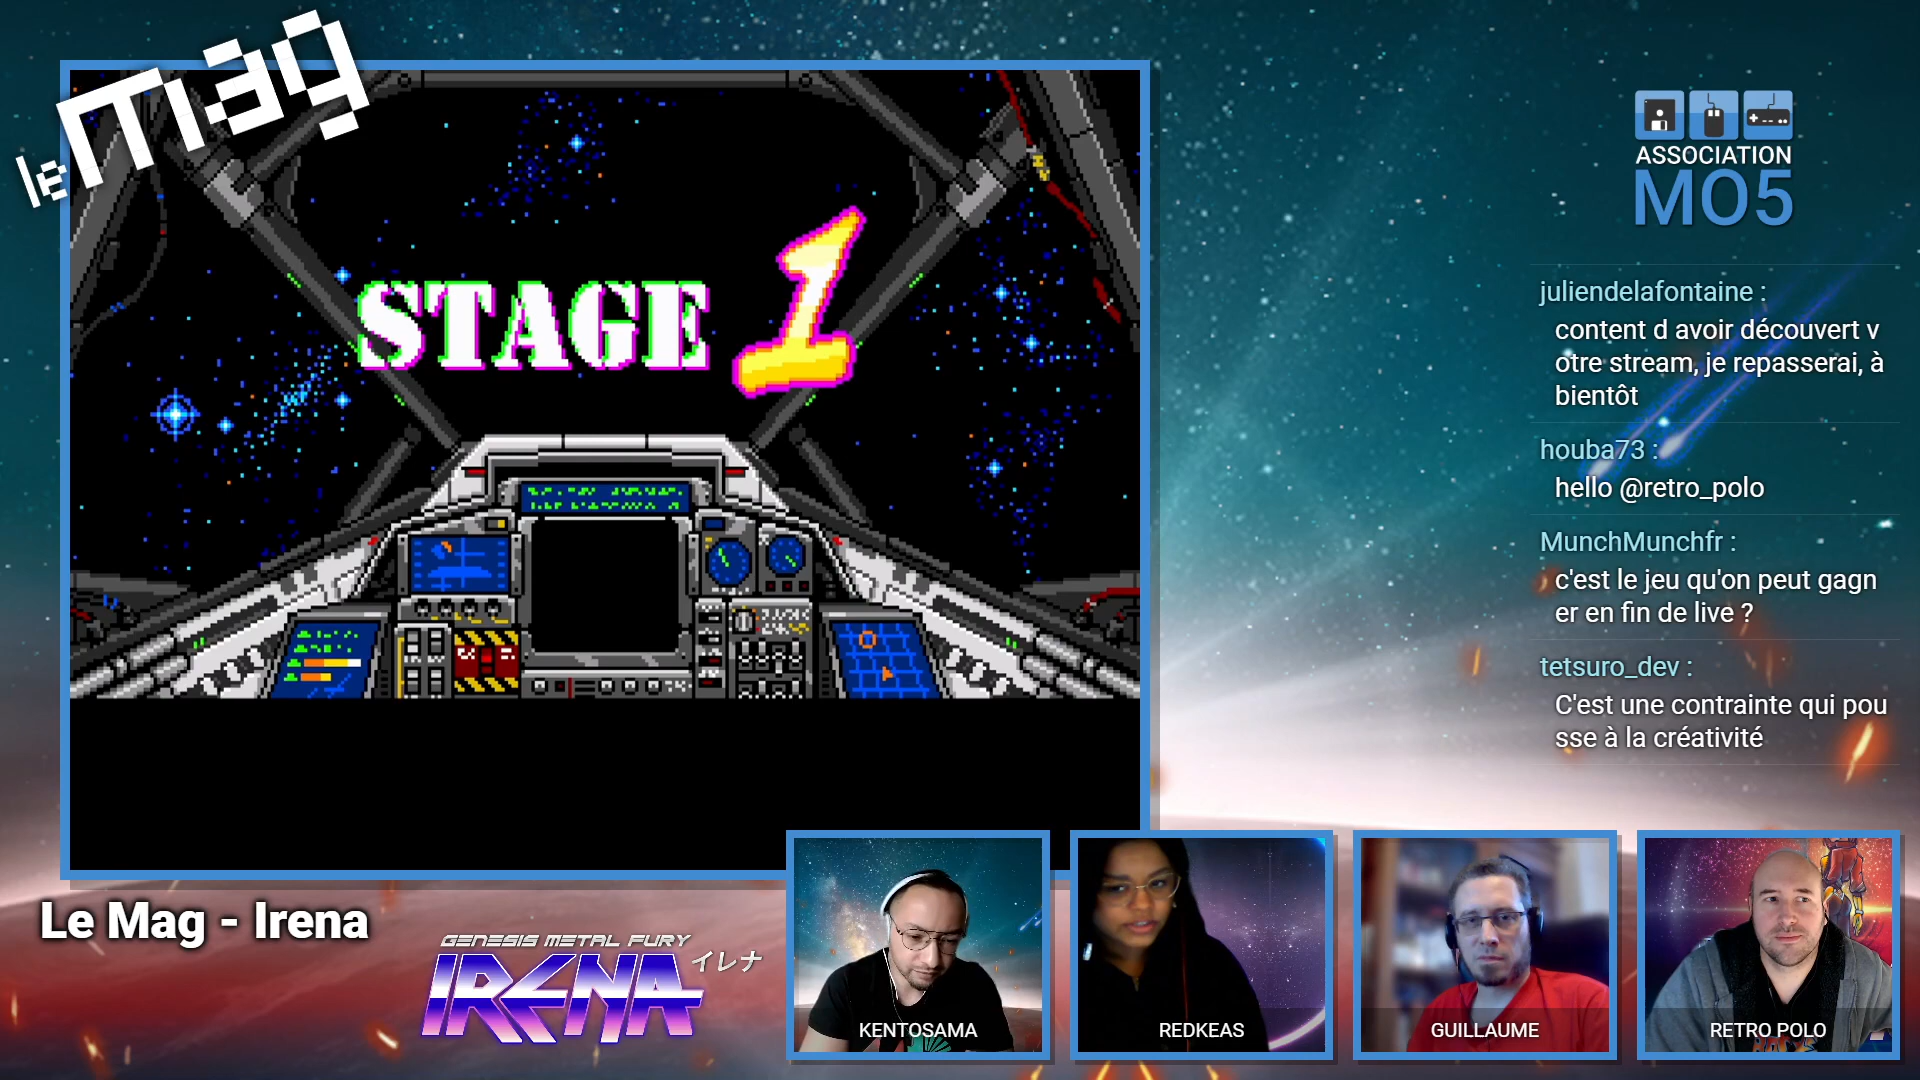 le Mag
STAGE 1
ASSOCIATION
MO5
juliendelafontaine :
content d avoir découvert v
otre stream, je repasserai, à
bientôt
houba73 :
hello @retro_polo
MunchMunchfr :
c'est le jeu qu'on peut gagn
er en fin de live ?
tetsuro_dev :
C'est une contrainte qui pou
sse à la créativité
Le Mag - Irena
GENESIS METAL FURY
IRENA
イレナ
KENTOSAMA
REDKEAS
GUILLAUME
RETRO POLO